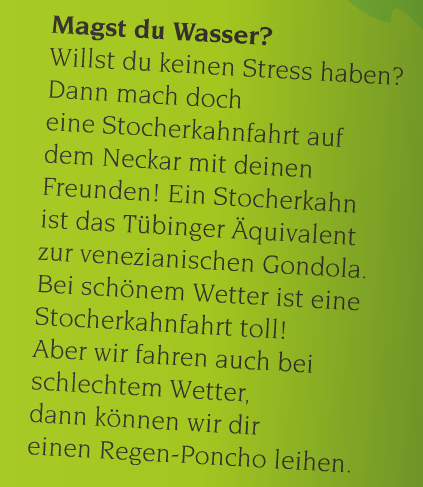 Magst du Wasser?
Willst du keinen Stress haben?
Dann mach doch
eine Stocherkahnfahrt auf
dem Neckar mit deinen
Freunden! Ein Stocherkahn
ist das Tübinger Äquivalent
zur venezianischen Gondola.
Bei schönem Wetter ist eine
Stocherkahnfahrt toll!
Aber wir fahren auch bei
schlechtem Wetter,
dann können wir dir
einen Regen-Poncho leihen.